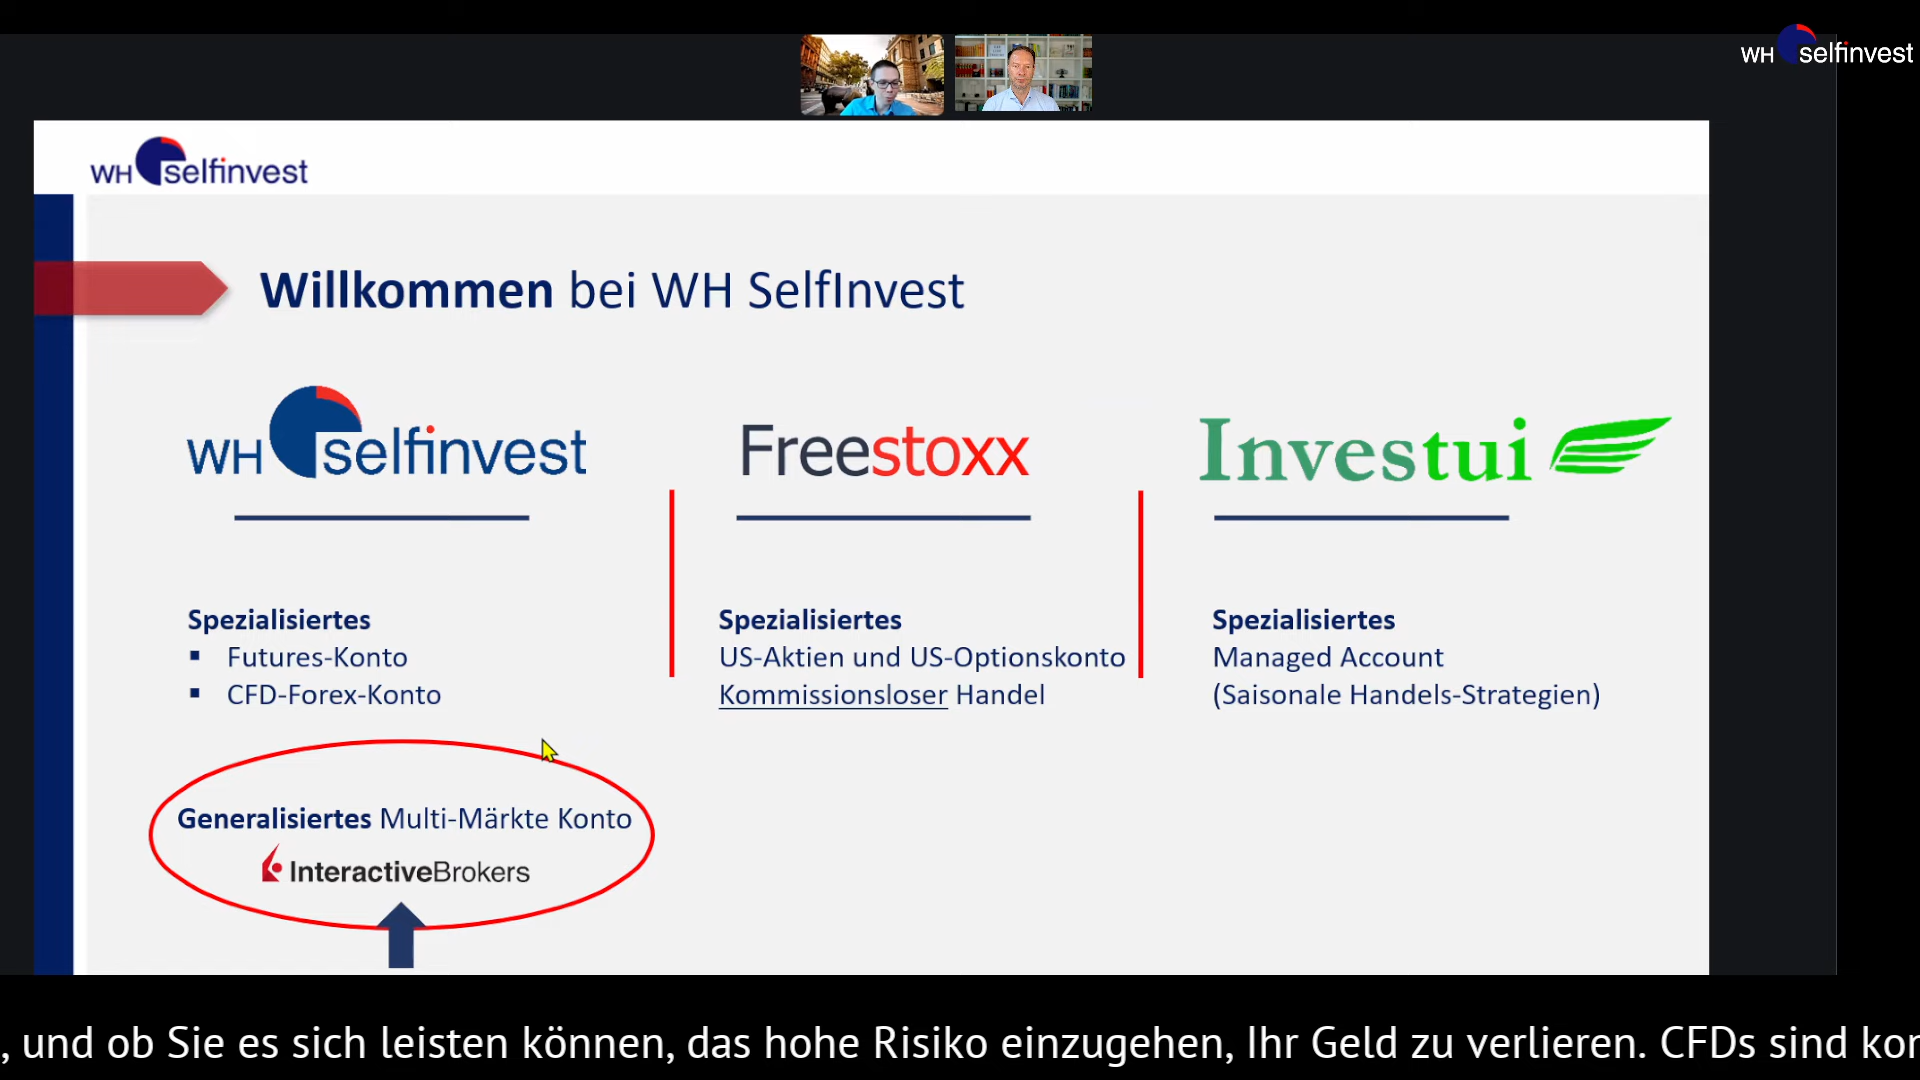 WH selfinvest
WH selfinvest
Willkommen bei WH SelfInvest
WH selfinvest
Freestoxx
Investui
Spezialisiertes
▪ Futures-Konto
▪ CFD-Forex-Konto
Spezialisiertes
US-Aktien und US-Optionskonto
Kommissionsloser Handel
Spezialisiertes
Managed Account
(Saisonale Handels-Strategien)
Generalisiertes Multi-Märkte Konto
InteractiveBrokers
, und ob Sie es sich leisten können, das hohe Risiko einzugehen, Ihr Geld zu verlieren. CFDs sind